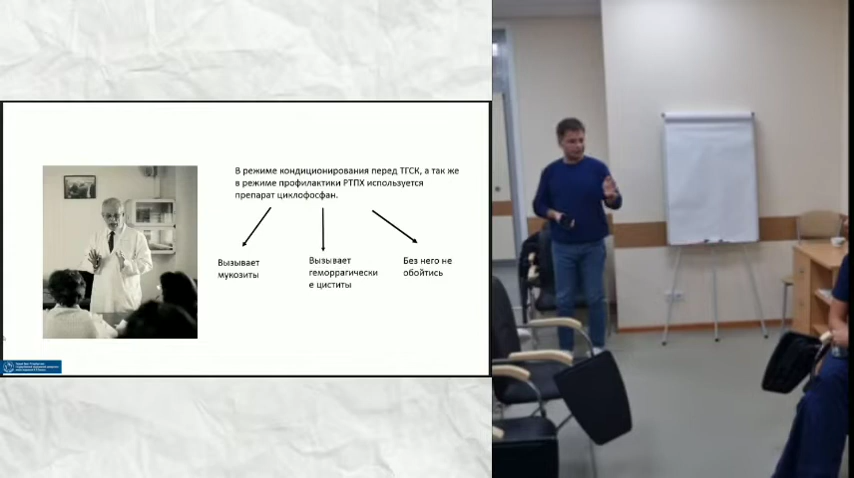 В режиме кондиционирования перед ТГСК, а так же
в режиме профилактики РТПХ используется
препарат циклофосфан.
Вызывает
мукозиты
Вызывает
геморрагически
е циститы
Без него не
обойтись